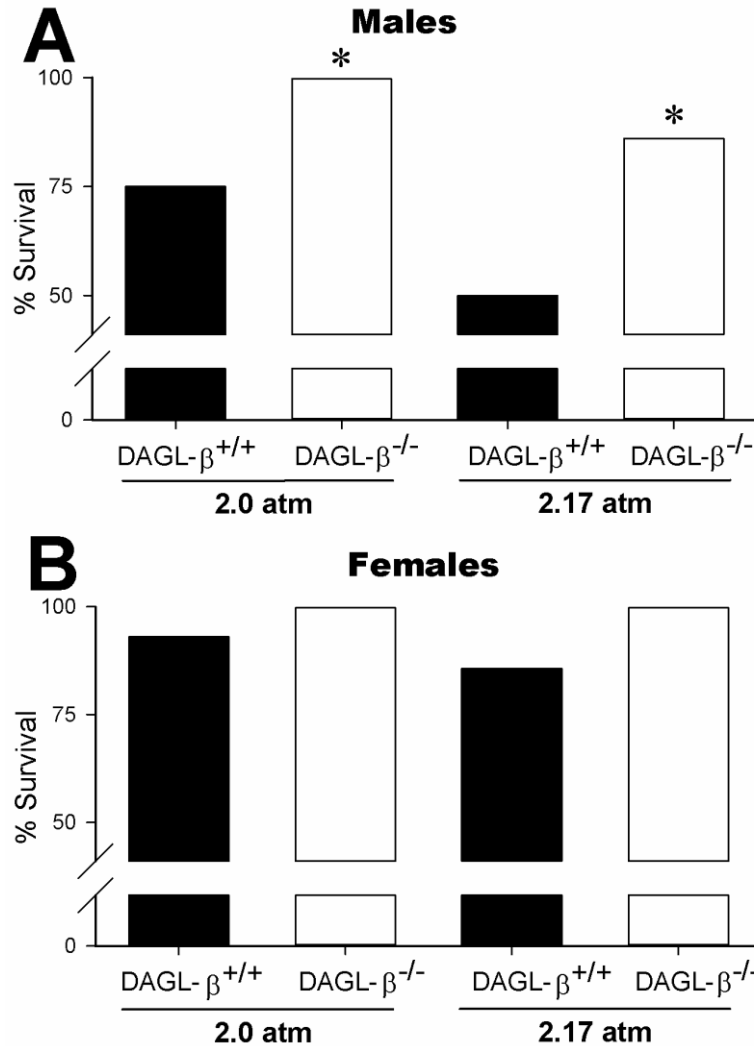 A
Males
100
75
50
0
% Survival
*
*
DAGL-β+/+ DAGL-β-/- DAGL-β+/+ DAGL-β-/-
2.0 atm 2.17 atm
B
Females
100
75
50
0
% Survival
DAGL-β+/+ DAGL-β-/- DAGL-β+/+ DAGL-β-/-
2.0 atm 2.17 atm